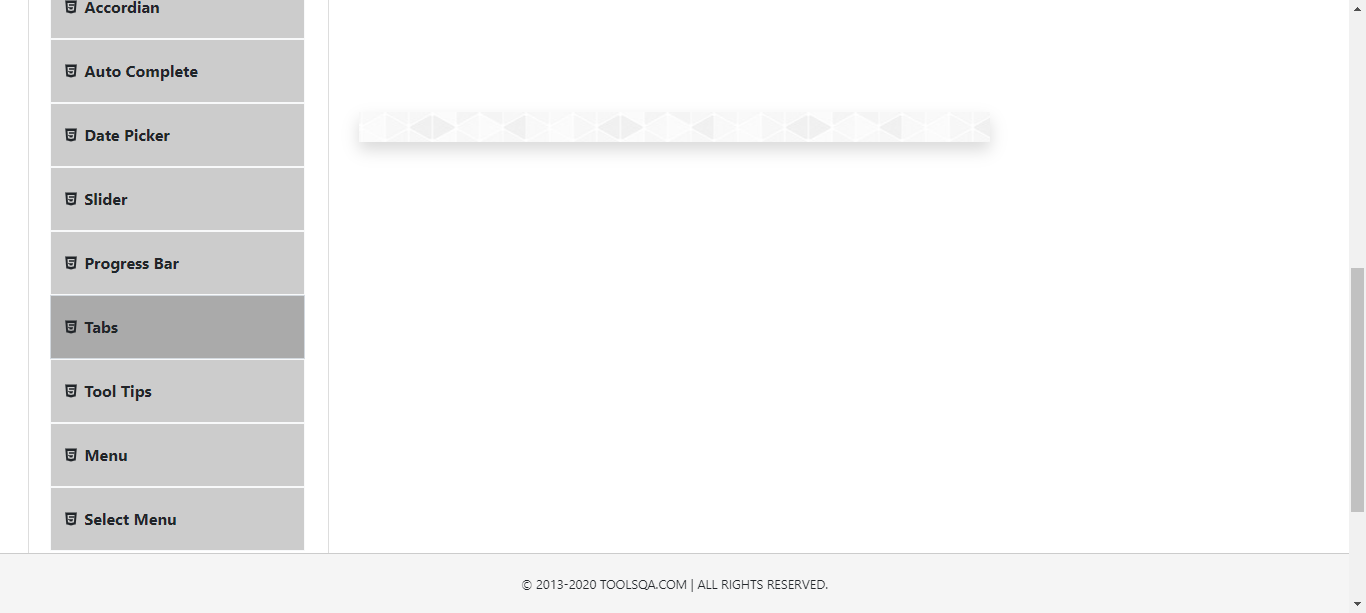 Accordian
Auto Complete
Date Picker
Slider
Progress Bar
Tabs
Tool Tips
Menu
Select Menu
© 2013-2020 TOOLSQA.COM | ALL RIGHTS RESERVED.